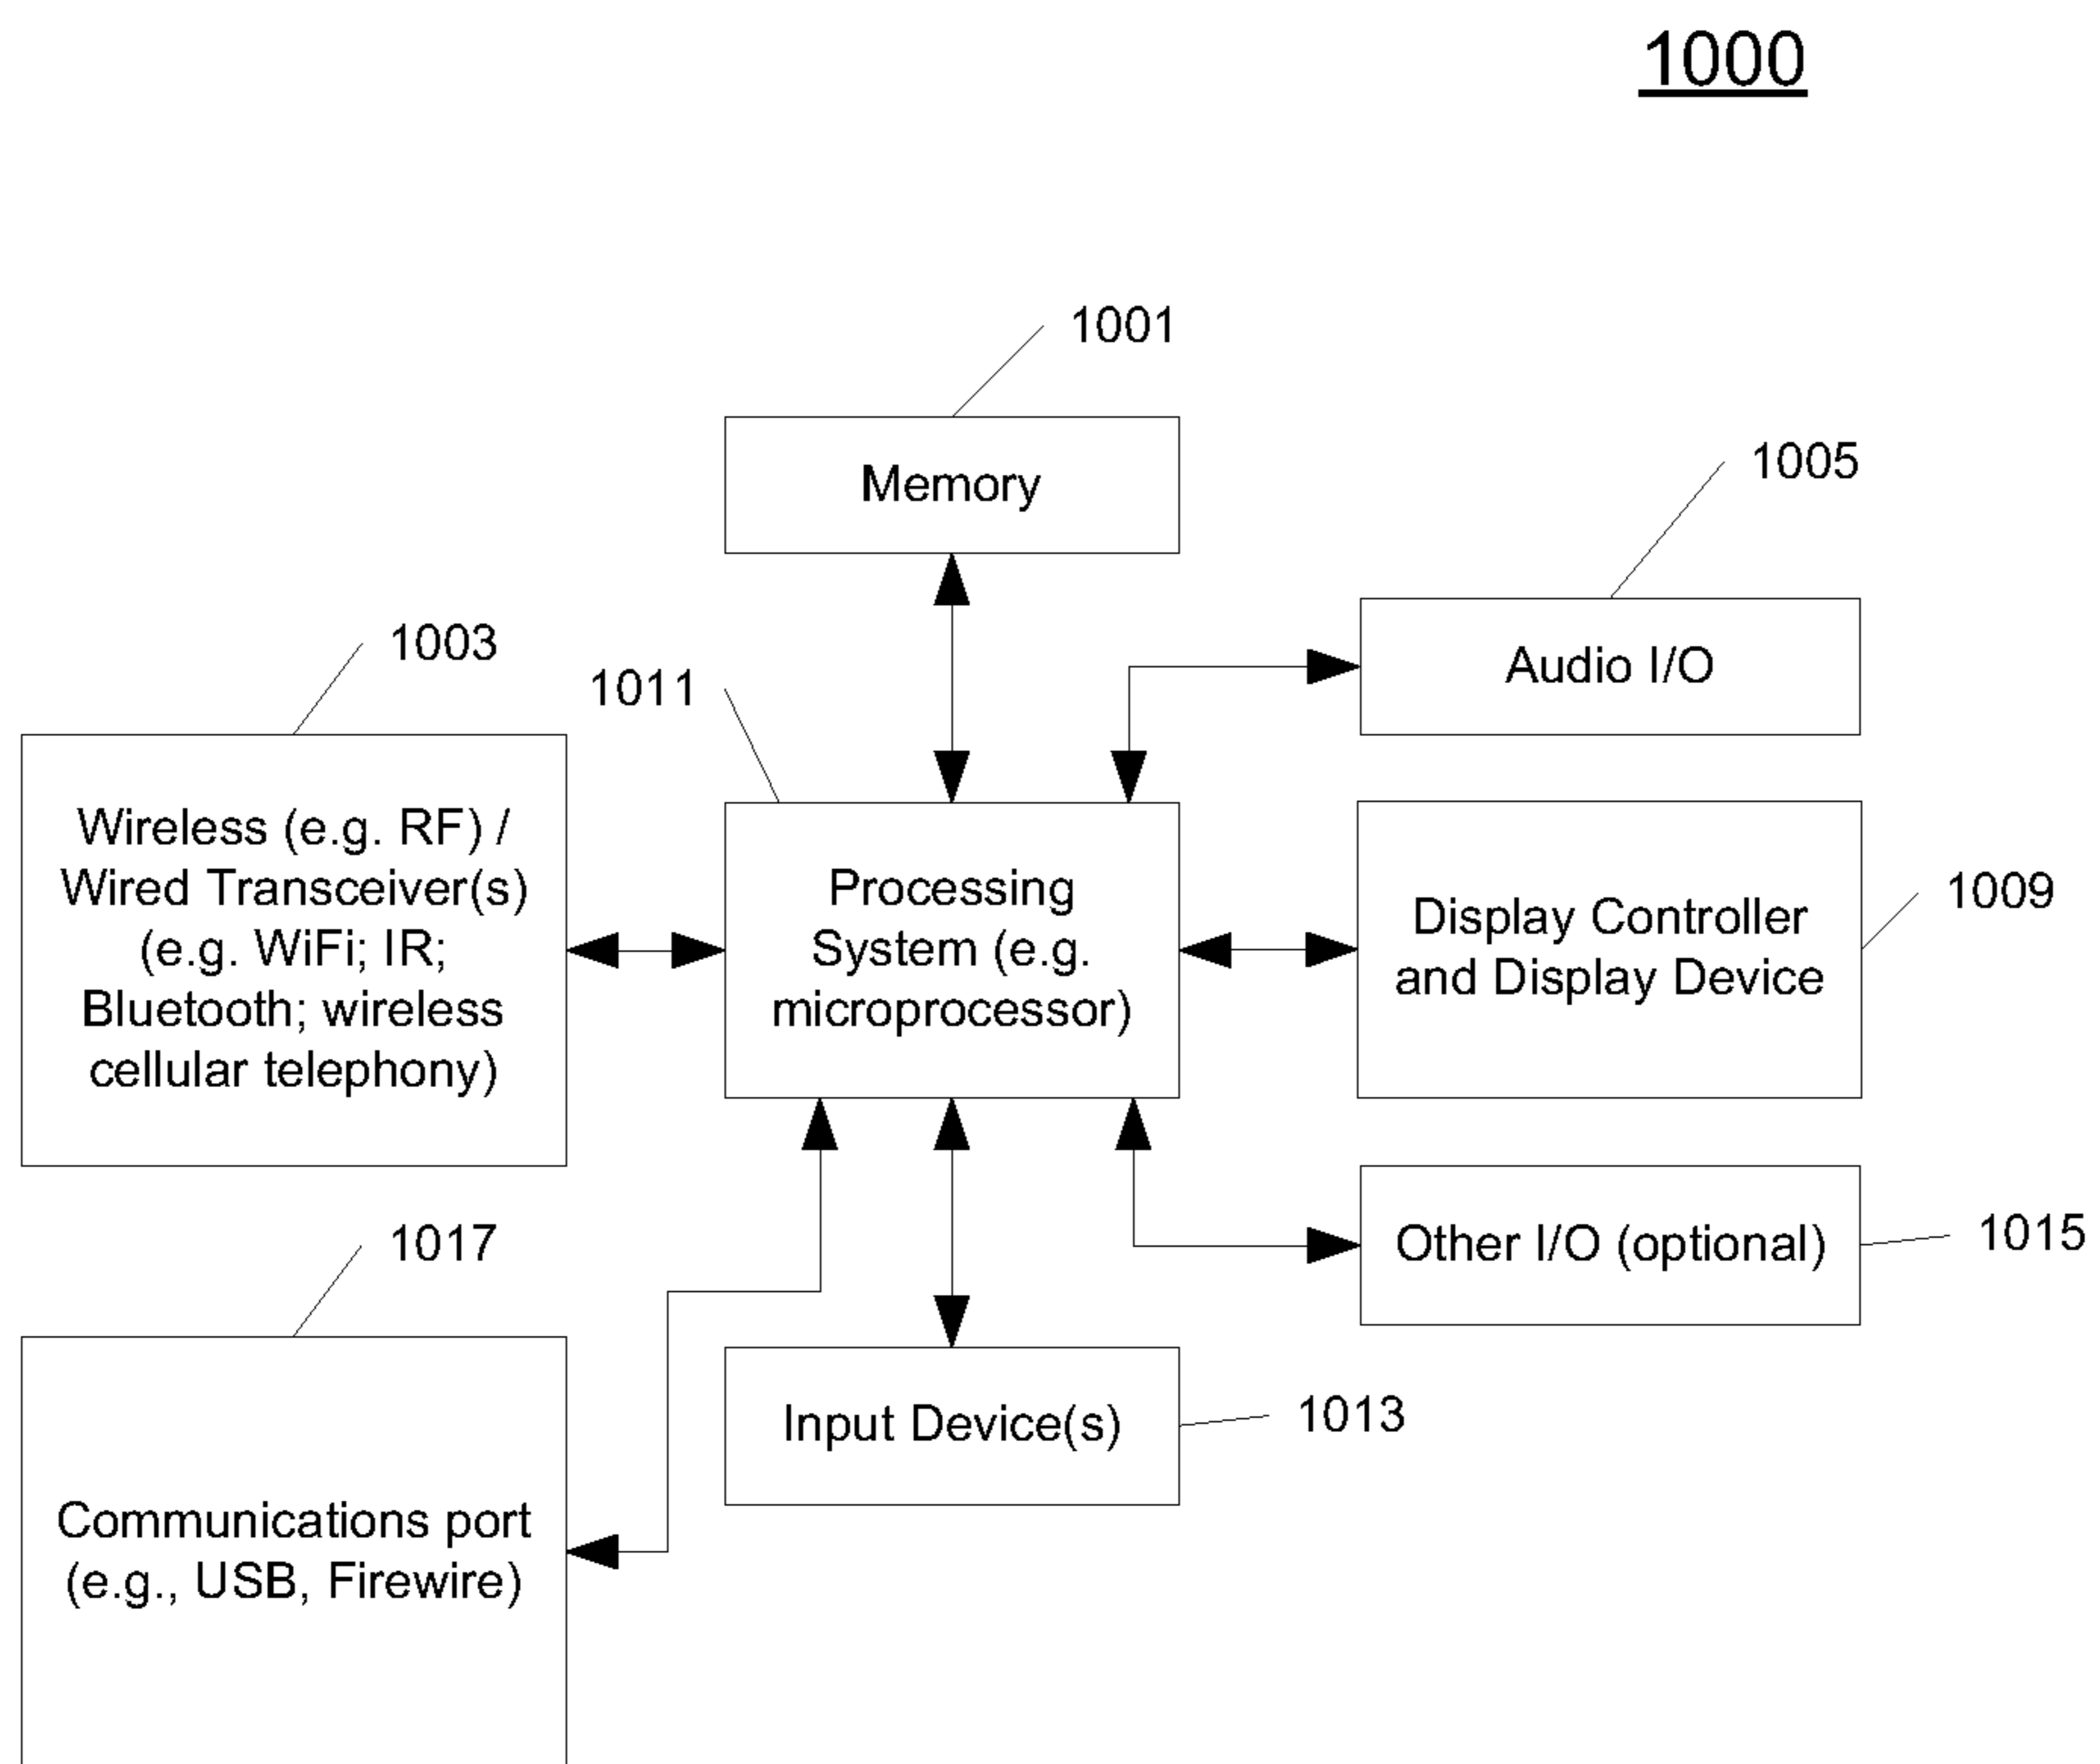 1000
1001
Memory
1005
Audio I/O
1003
1011
Wireless (e.g. RF) /
Wired Transceiver(s)
(e.g. WiFi; IR;
Bluetooth; wireless
cellular telephony)
Processing
System (e.g.
microprocessor)
Display Controller
and Display Device
1009
1017
Other I/O (optional)
1015
Input Device(s)
1013
Communications port
(e.g., USB, Firewire)